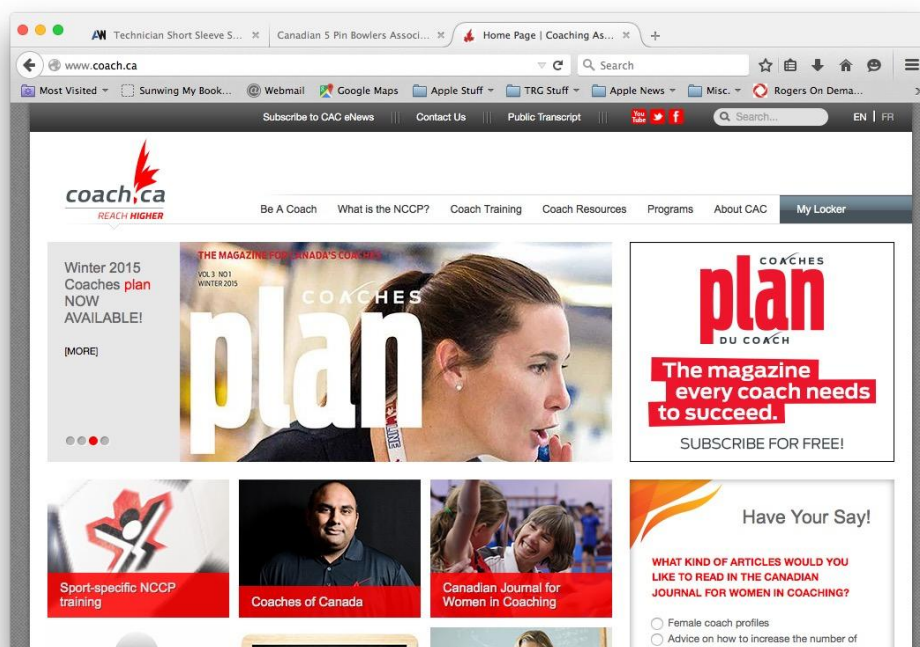 Technician Short Sleeve S...
Canadian 5 Pin Bowlers Associ...
Home Page | Coaching As...
www.coach.ca
Search
Most Visited
Sunwing My Book...
Webmail
Google Maps
Apple Stuff
TRG Stuff
Apple News
Misc.
Rogers On Dema...
Subscribe to CAC eNews
Contact Us
Public Transcript
You Tube
Search...
EN | FR
coach.ca
REACH HIGHER
Be A Coach
What is the NCCP?
Coach Training
Coach Resources
Programs
About CAC
My Locker
Winter 2015
Coaches plan
NOW
AVAILABLE!
[MORE]
THE MAGAZINE FOR CANADA'S COACHES
VOL 3 NO 1
WINTER 2015
COACHES
plan
COACHES
plan
DU COACH
The magazine
every coach needs
to succeed.
SUBSCRIBE FOR FREE!
Sport-specific NCCP
training
Coaches of Canada
Canadian Journal for
Women in Coaching
Have Your Say!
WHAT KIND OF ARTICLES WOULD YOU
LIKE TO READ IN THE CANADIAN
JOURNAL FOR WOMEN IN COACHING?
Female coach profiles
Advice on how to increase the number of